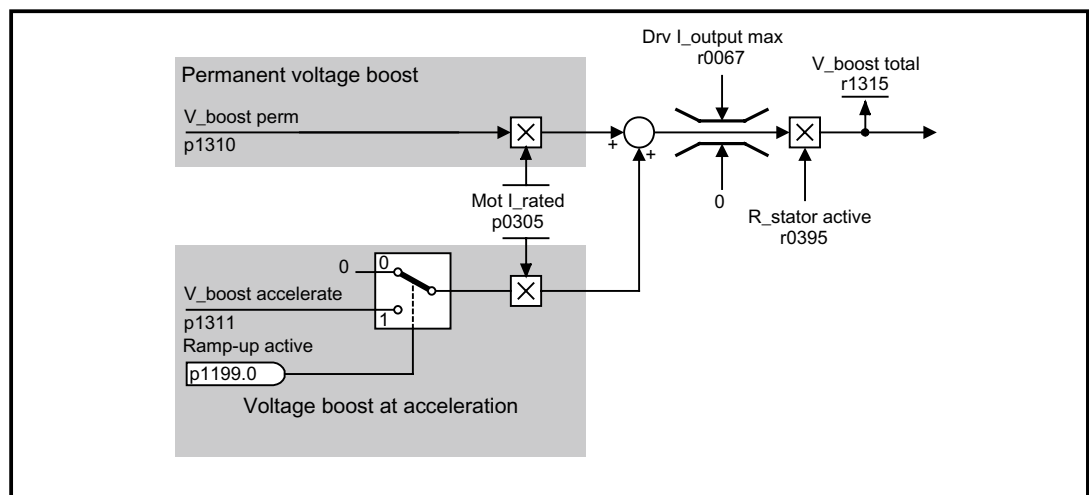 Drv I_output max
r0067
V_boost total
r1315
Permanent voltage boost
V_boost perm
p1310
+
+
Mot I_rated
p0305
0
R_stator active
r0395
0
0
V_boost accelerate
p1311
1
Ramp-up active
p1199.0
Voltage boost at acceleration